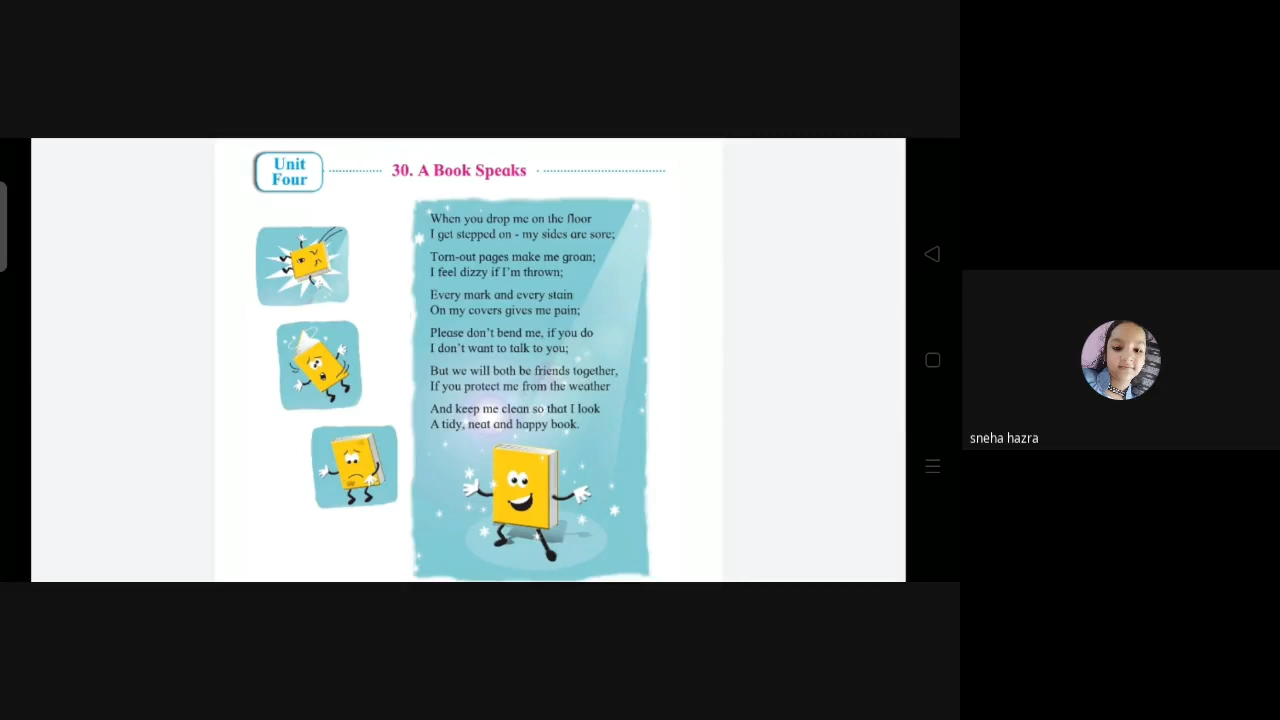 Unit
Four
30. A Book Speaks
When you drop me on the floor
I get stepped on - my sides are sore;
Torn-out pages make me groan;
I feel dizzy if I'm thrown;
Every mark and every stain
On my covers gives me pain;
Please don't bend me, if you do
I don't want to talk to you;
But we will both be friends together,
If you protect me from the weather
And keep me clean so that I look
A tidy, neat and happy book.
sneha hazra